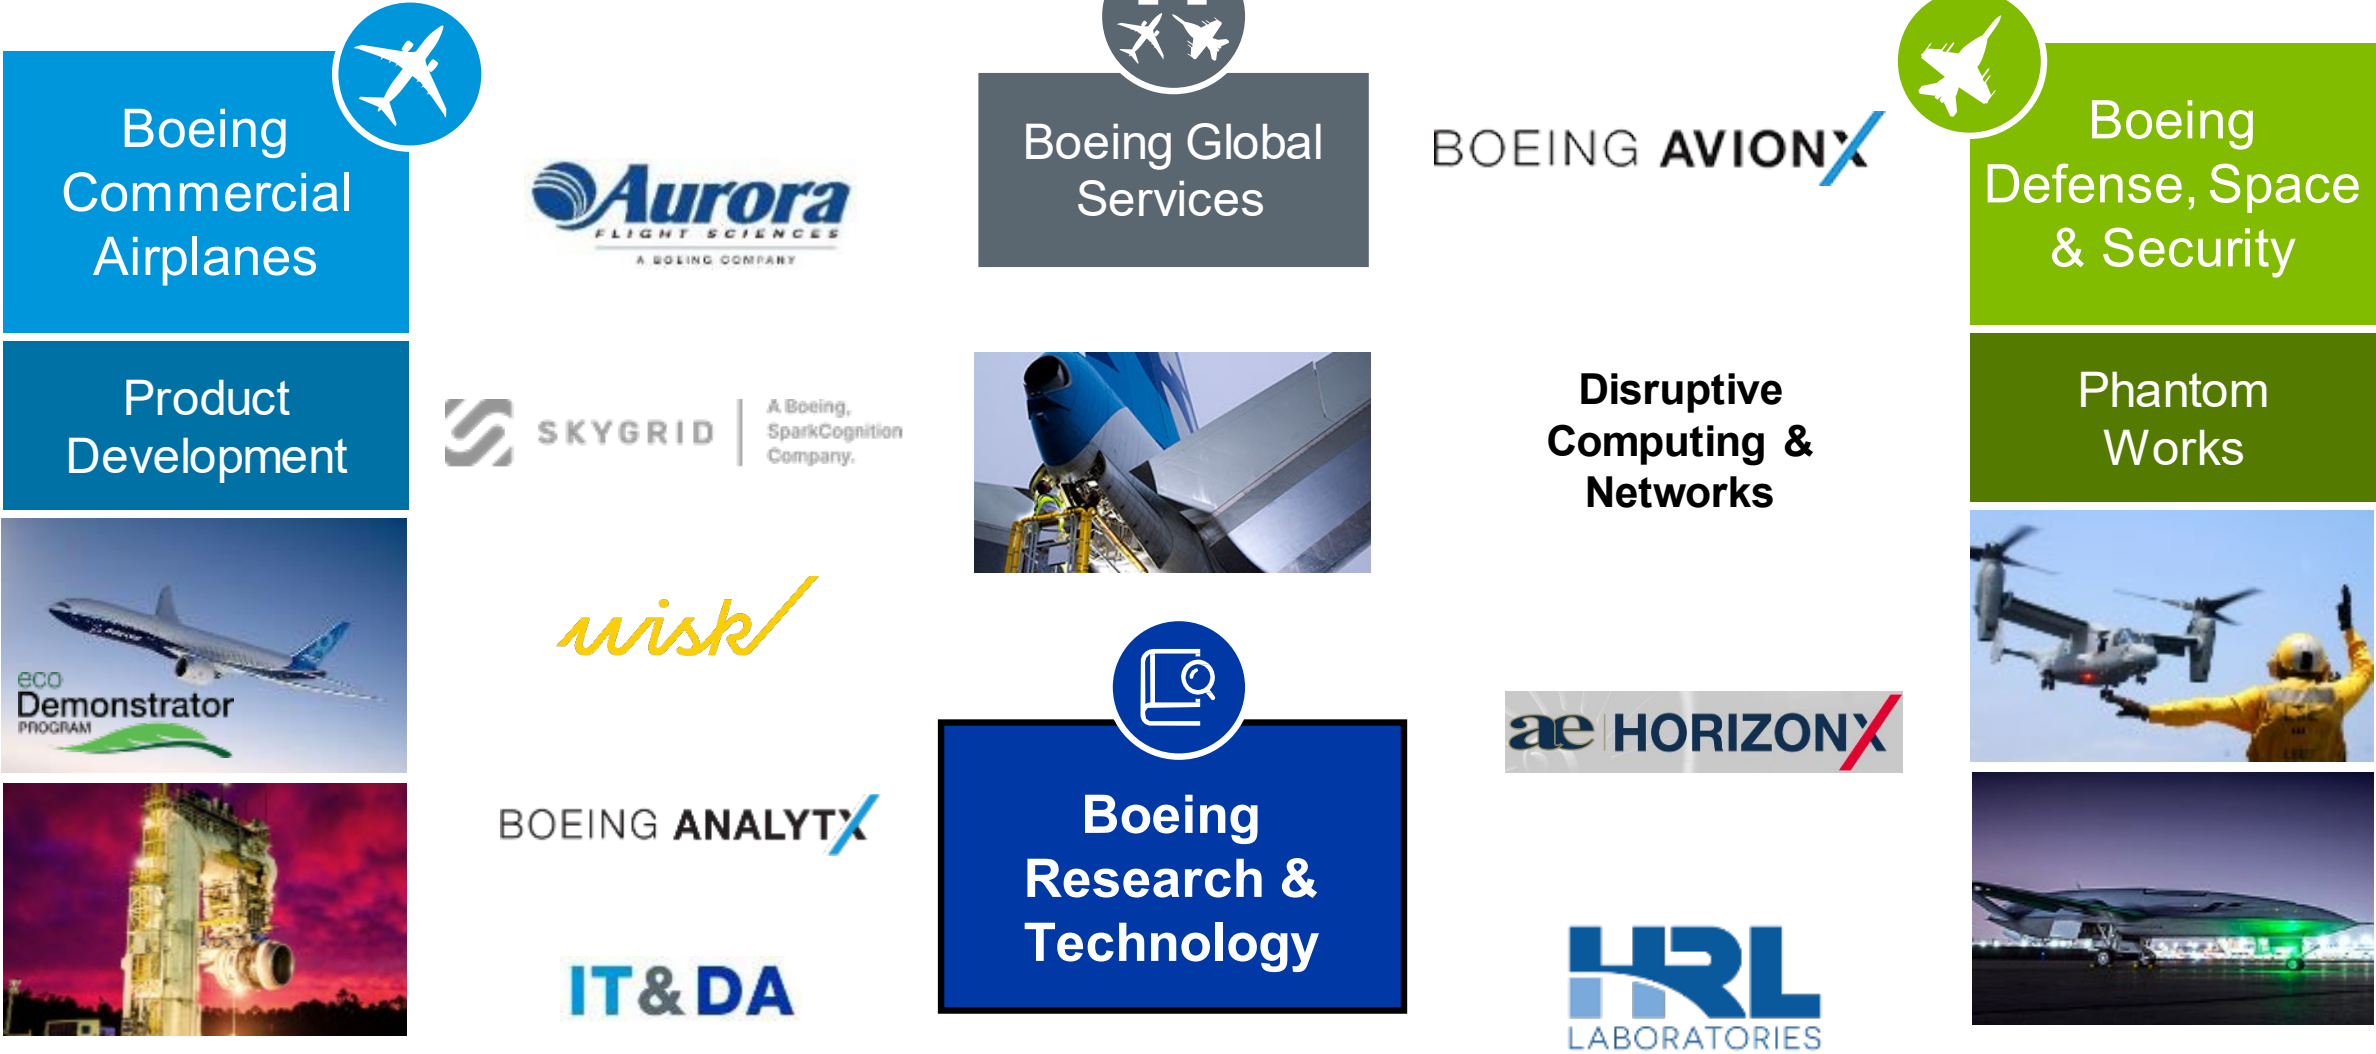 Boeing
Commercial
Airplanes
Product
Development
eco
Demonstrator
PROGRAM
Aurora
FLIGHT SCIENCES
A BOEING COMPANY
SKYGRID
A Boeing,
SparkCognition
Company.
wisk
BOEING ANALYTX
IT&DA
Boeing Global
Services
Boeing
Research &
Technology
BOEING AVIONX
Disruptive
Computing &
Networks
ae HORIZONX
HRL
LABORATORIES
Boeing
Defense, Space
& Security
Phantom
Works